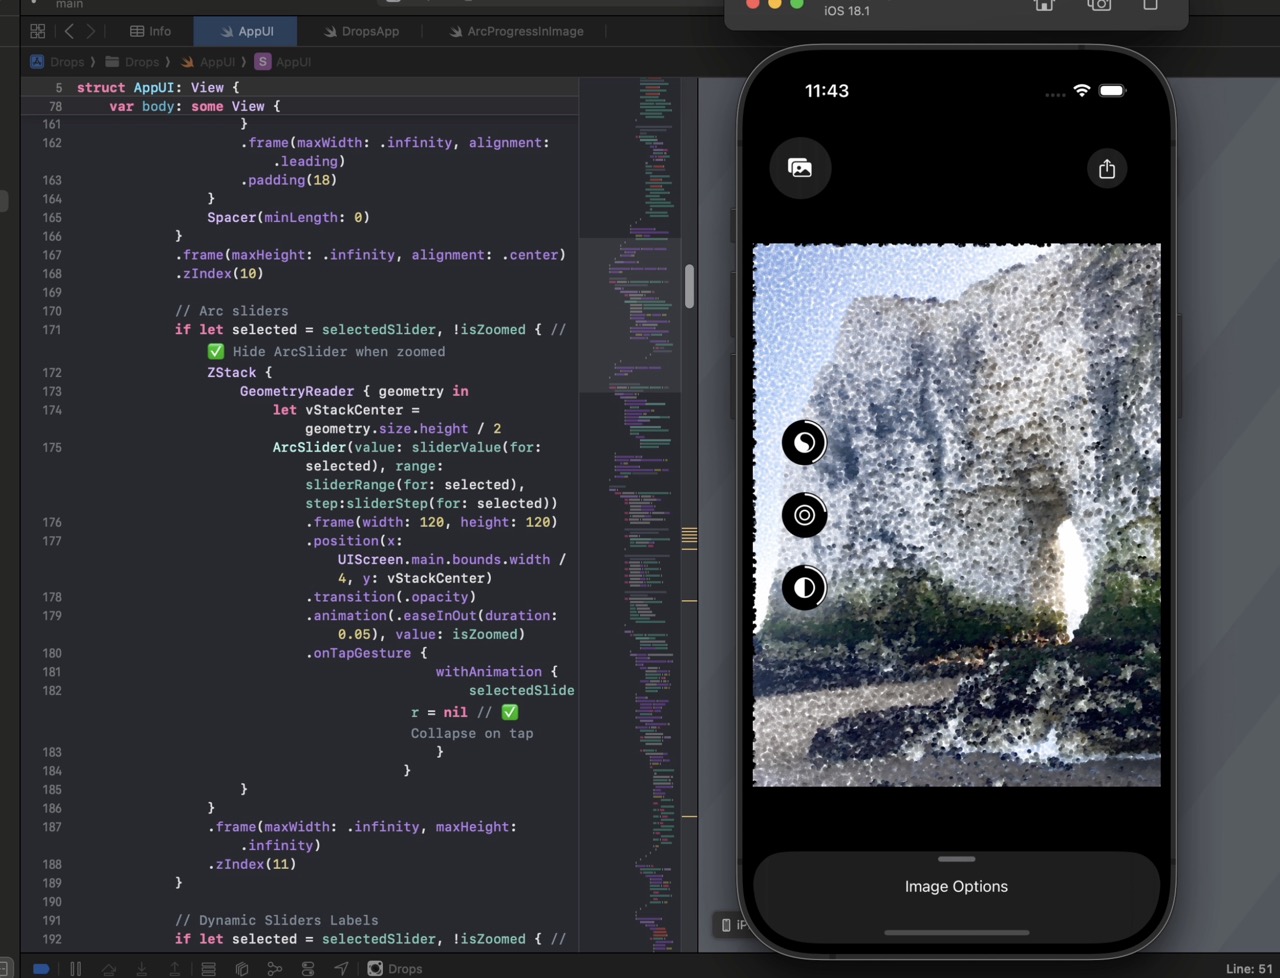 main
iOS 18.1
Info
AppUI
DropsApp
ArcProgressInImage
Drops
Drops
AppUI
S AppUI
5 struct AppUI: View {
78 var body: some View {
161 }
162 .frame(maxWidth: .infinity, alignment:
.leading)
163 .padding(18)
164 }
165 Spacer(minLength: 0)
166 }
167 .frame(maxHeight: .infinity, alignment: .center)
168 .zIndex(10)
169
170 // Arc sliders
171 if let selected = selectedSlider, !isZoomed { //
✅ Hide ArcSlider when zoomed
172 ZStack {
173 GeometryReader { geometry in
174 let vStackCenter =
geometry.size.height / 2
175 ArcSlider(value: sliderValue(for:
selected), range:
sliderRange(for: selected),
step:sliderStep(for: selected))
176 .frame(width: 120, height: 120)
177 .position(x:
UIScreen.main.bounds.width /
4, y: vStackCenter)
178 .transition(.opacity)
179 .animation(.easeInOut(duration:
0.05), value: isZoomed)
180 .onTapGesture {
181 withAnimation {
182 selectedSlide
r = nil // ✅
Collapse on tap
183 }
184 }
185 }
186 }
187 .frame(maxWidth: .infinity, maxHeight:
.infinity)
188 .zIndex(11)
189 }
190
191 // Dynamic Sliders Labels
192 if let selected = selectedSlider, !isZoomed { //
Drops
11:43
Image Options
iP
Line: 51